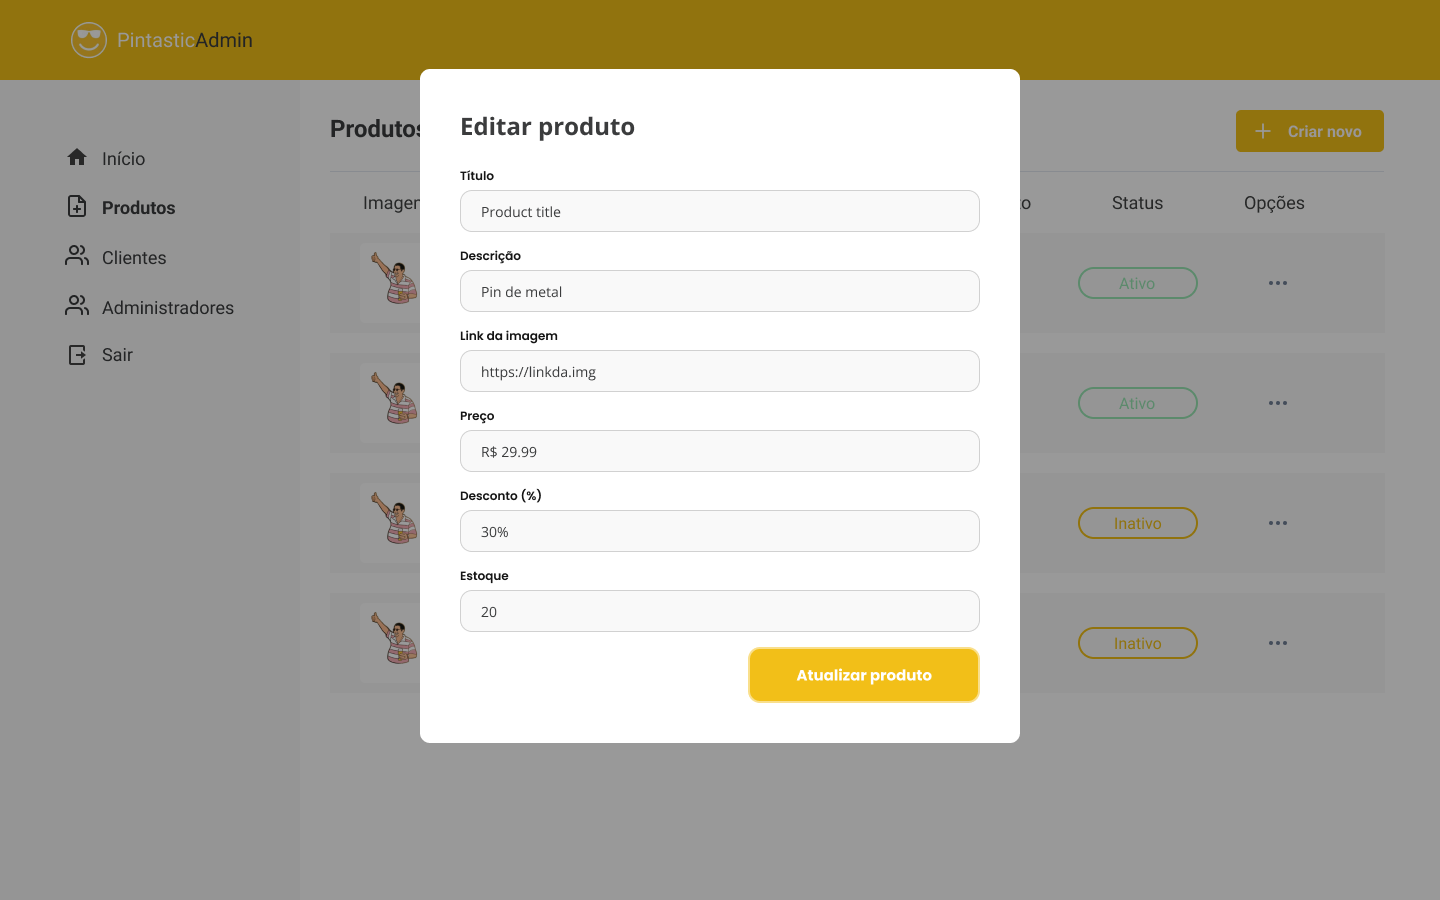 PintasticAdmin
Início
Produtos
Clientes
Administradores
Sair
Produtos
Criar novo
Status
Opções
Ativo
Ativo
Inativo
Inativo
Editar produto
Título
Product title
Descrição
Pin de metal
Link da imagem
https://linkda.img
Preço
R$ 29.99
Desconto (%)
30%
Estoque
20
Atualizar produto